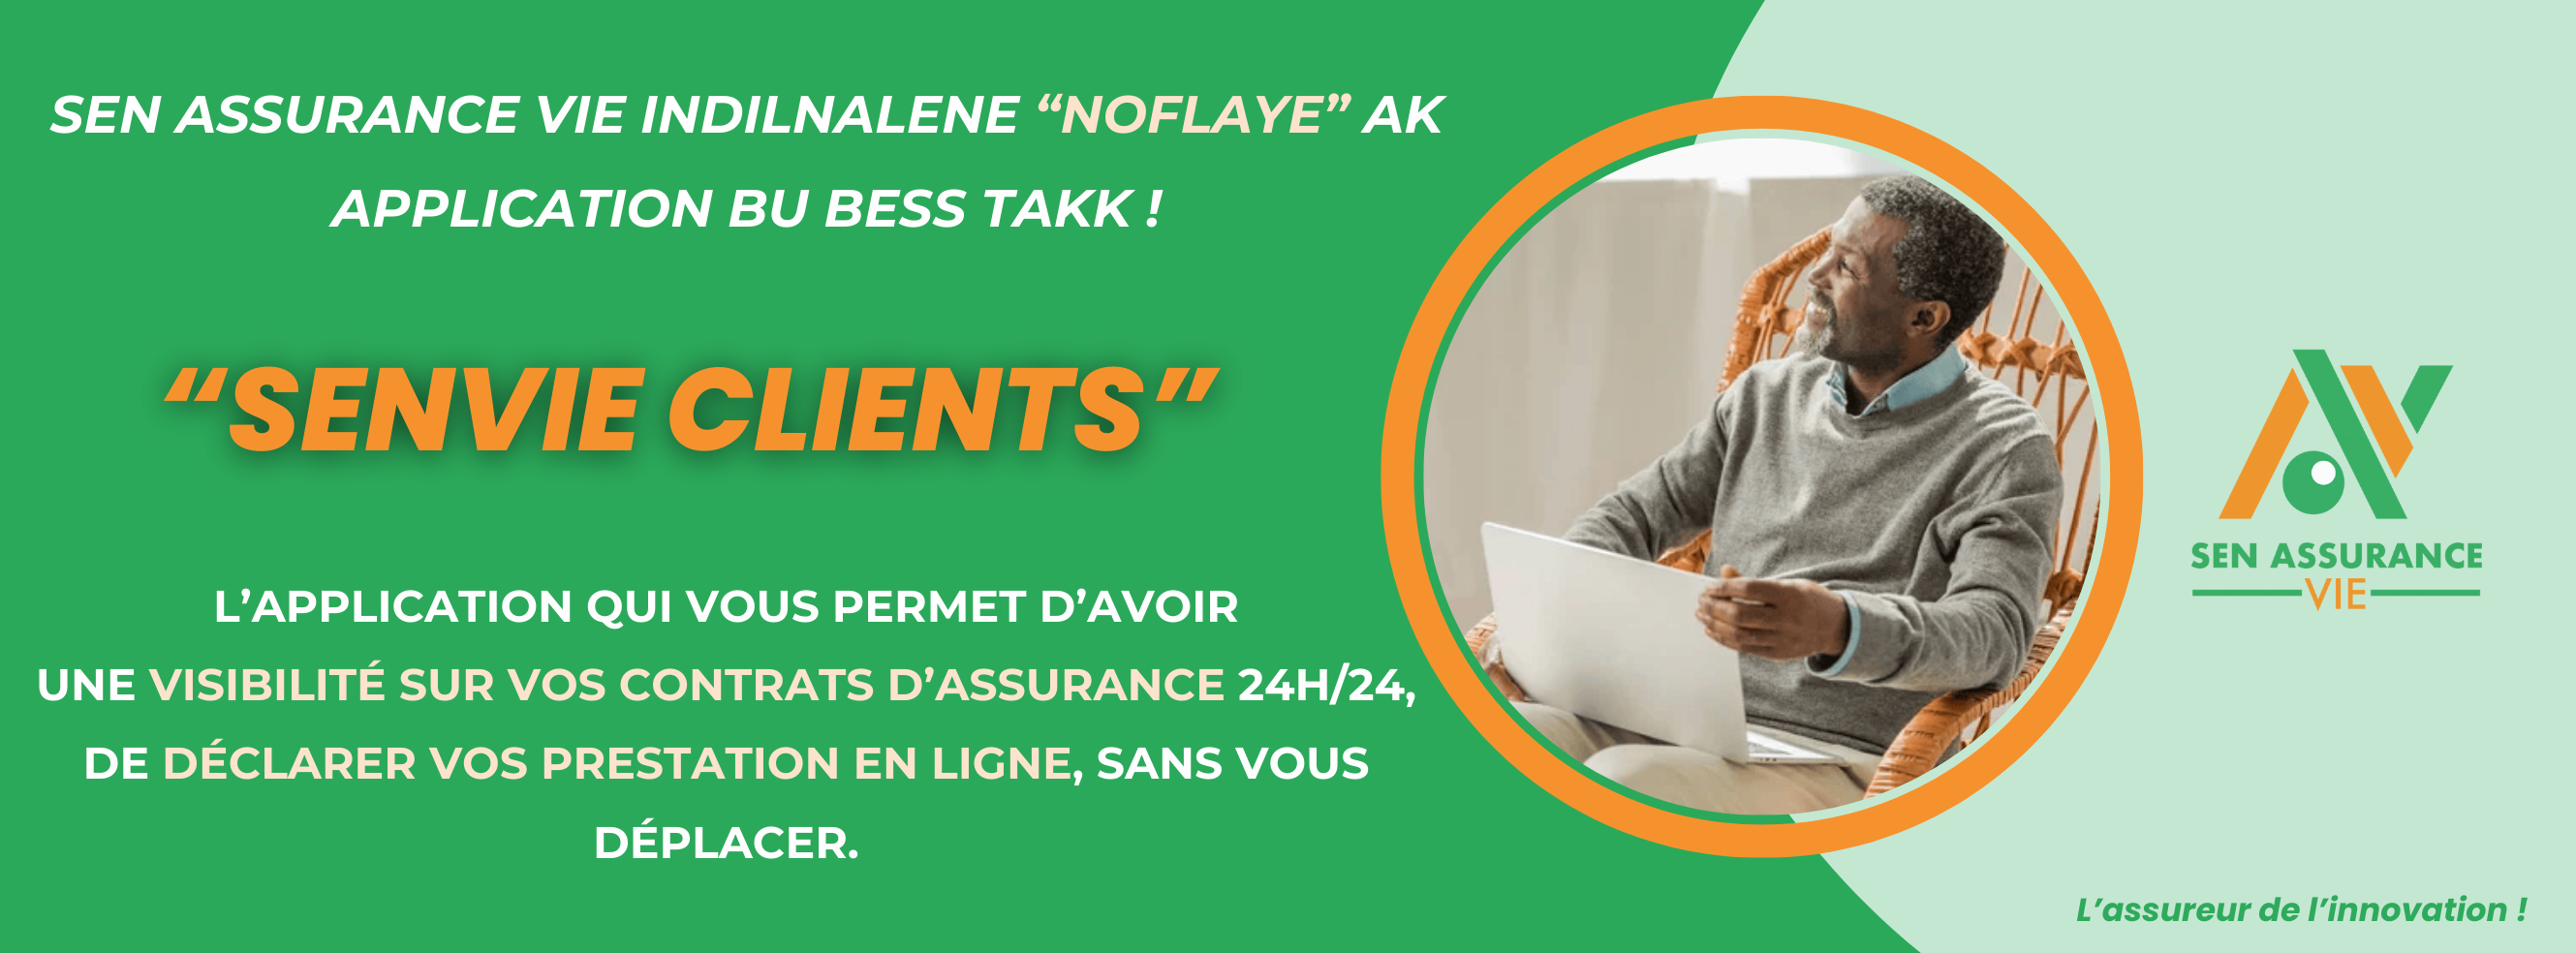 SEN ASSURANCE VIE INDILNALENE “NOFLAYE” AK
APPLICATION BU BESS TAKK !
“SENVIE CLIENTS”
L’APPLICATION QUI VOUS PERMET D’AVOIR
UNE VISIBILITÉ SUR VOS CONTRATS D’ASSURANCE 24H/24,
DE DÉCLARER VOS PRESTATION EN LIGNE, SANS VOUS
DÉPLACER.
SEN ASSURANCE
VIE
L’assureur de l’innovation !